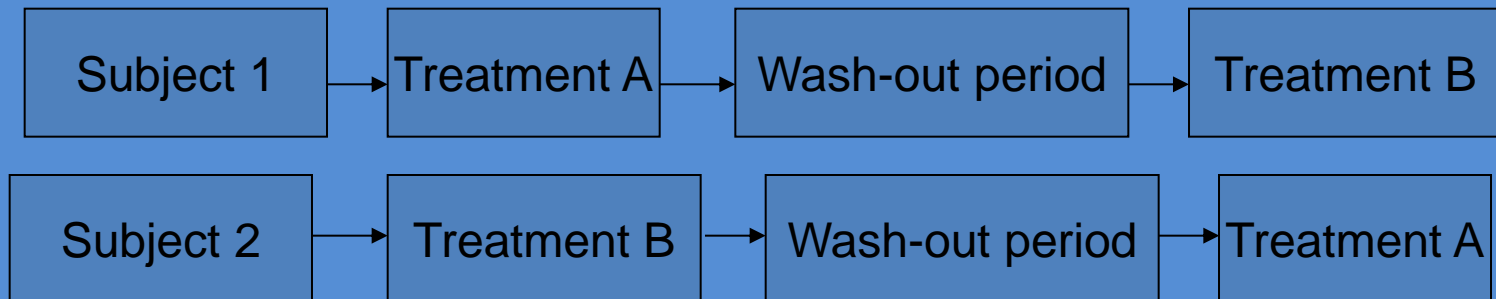 Subject 1 Treatment A Wash-out period Treatment B
Subject 2 Treatment B Wash-out period Treatment A